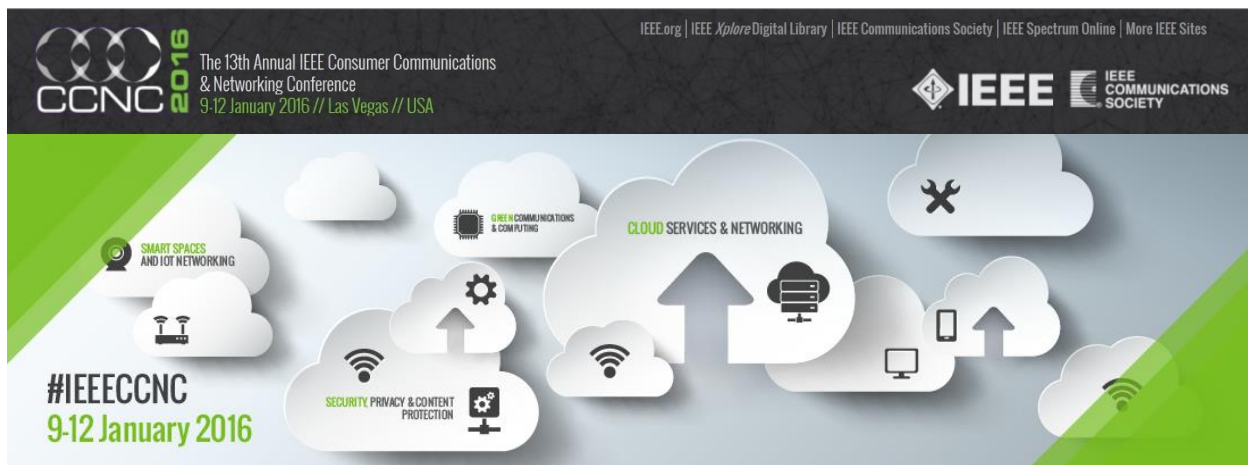 IEEE.org | IEEE Xplore Digital Library | IEEE Communications Society | IEEE Spectrum Online | More IEEE Sites
CCNC 2016
The 13th Annual IEEE Consumer Communications
& Networking Conference
9-12 January 2016 // Las Vegas // USA
IEEE
IEEE
COMMUNICATIONS
SOCIETY
SMART SPACES
AND IOT NETWORKING
GREEN COMMUNICATIONS
& COMPUTING
CLOUD SERVICES & NETWORKING
SECURITY, PRIVACY & CONTENT
PROTECTION
#IEEECCNC
9-12 January 2016